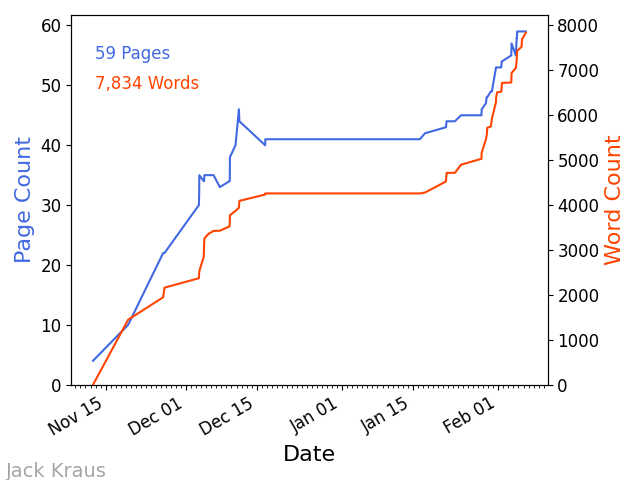 59 Pages
7,834 Words
Page Count
60
50
40
30
20
10
0
Word Count
8000
7000
6000
5000
4000
3000
2000
1000
0
Nov 15
Dec 01
Dec 15
Jan 01
Jan 15
Feb 01
Date
Jack Kraus